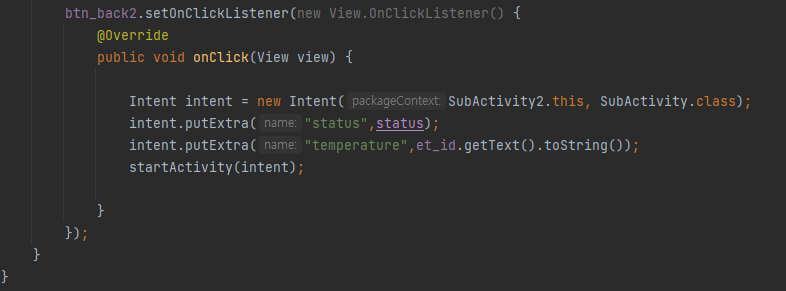 btn_back2.setOnClickListener(new View.OnClickListener() {
@Override
public void onClick(View view) {
Intent intent = new Intent( packageContext: SubActivity2.this, SubActivity.class);
intent.putExtra( name: "status",status);
intent.putExtra( name: "temperature",et_id.getText().toString());
startActivity(intent);
}
});
}
}